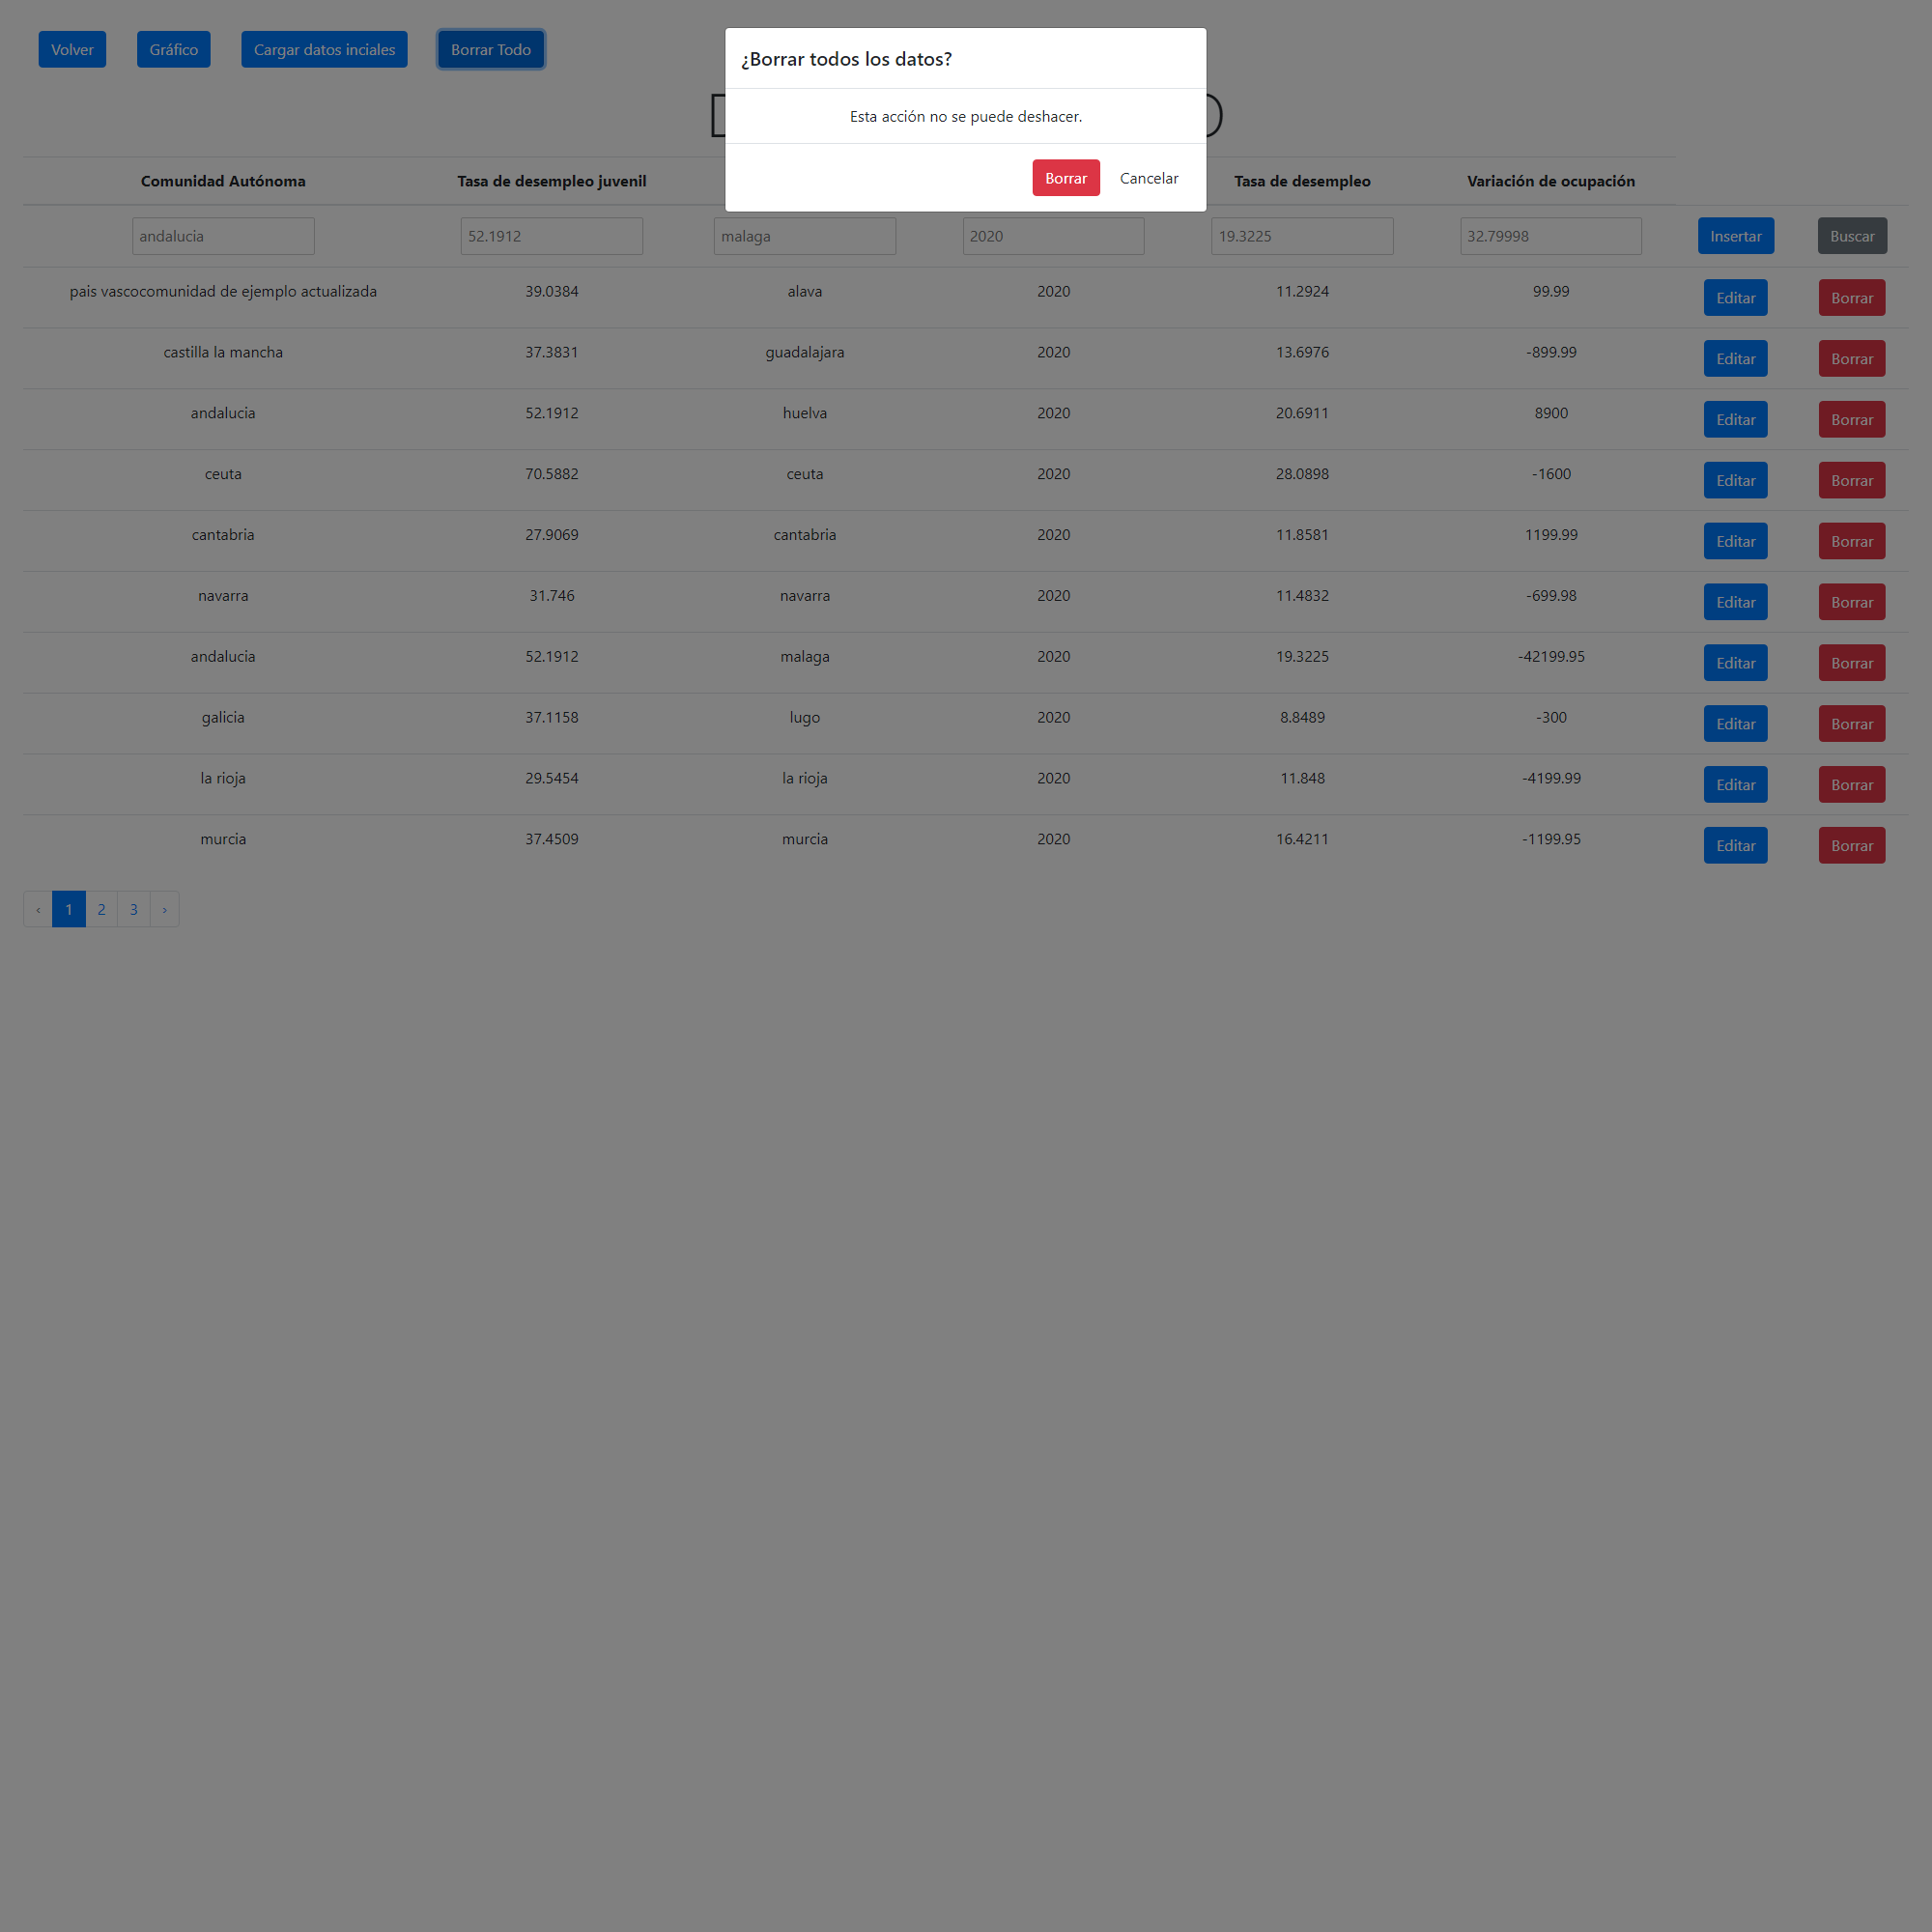 Volver Gráfico Cargar datos inciales Borrar Todo
¿Borrar todos los datos?
Esta acción no se puede deshacer.
Borrar Cancelar
Comunidad Autónoma Tasa de desempleo juvenil Tasa de desempleo Variación de ocupación
andalucia 52.1912 malaga 2020 19.3225 32.79998 Insertar Buscar
pais vascocomunidad de ejemplo actualizada 39.0384 alava 2020 11.2924 99.99 Editar Borrar
castilla la mancha 37.3831 guadalajara 2020 13.6976 -899.99 Editar Borrar
andalucia 52.1912 huelva 2020 20.6911 8900 Editar Borrar
ceuta 70.5882 ceuta 2020 28.0898 -1600 Editar Borrar
cantabria 27.9069 cantabria 2020 11.8581 1199.99 Editar Borrar
navarra 31.746 navarra 2020 11.4832 -699.98 Editar Borrar
andalucia 52.1912 malaga 2020 19.3225 -42199.95 Editar Borrar
galicia 37.1158 lugo 2020 8.8489 -300 Editar Borrar
la rioja 29.5454 la rioja 2020 11.848 -4199.99 Editar Borrar
murcia 37.4509 murcia 2020 16.4211 -1199.95 Editar Borrar
‹ 1 2 3 ›